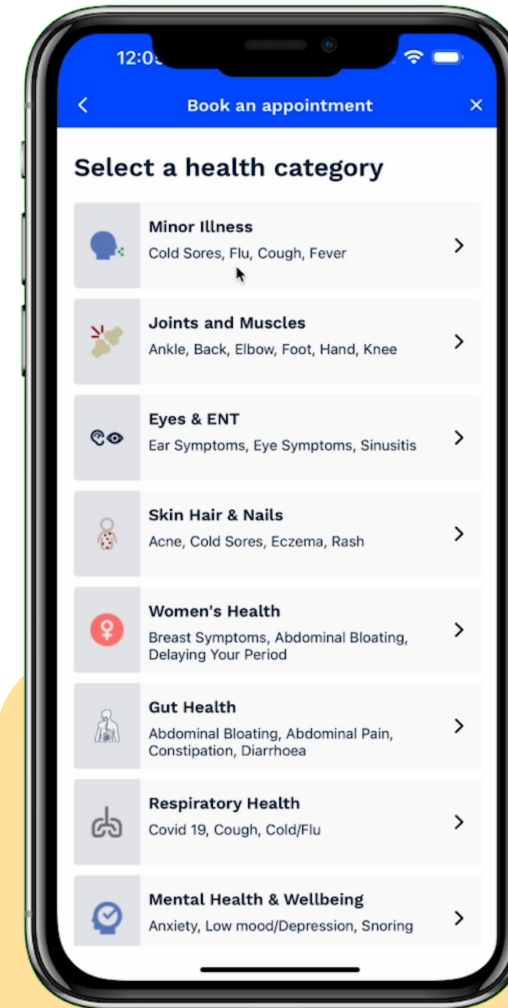 Book an appointment
Select a health category
Minor Illness
Cold Sores, Flu, Cough, Fever
Joints and Muscles
Ankle, Back, Elbow, Foot, Hand, Knee
Eyes & ENT
Ear Symptoms, Eye Symptoms, Sinusitis
Skin Hair & Nails
Acne, Cold Sores, Eczema, Rash
Women's Health
Breast Symptoms, Abdominal Bloating,
Delaying Your Period
Gut Health
Abdominal Bloating, Abdominal Pain,
Constipation, Diarrhoea
Respiratory Health
Covid 19, Cough, Cold/Flu
Mental Health & Wellbeing
Anxiety, Low mood/Depression, Snoring